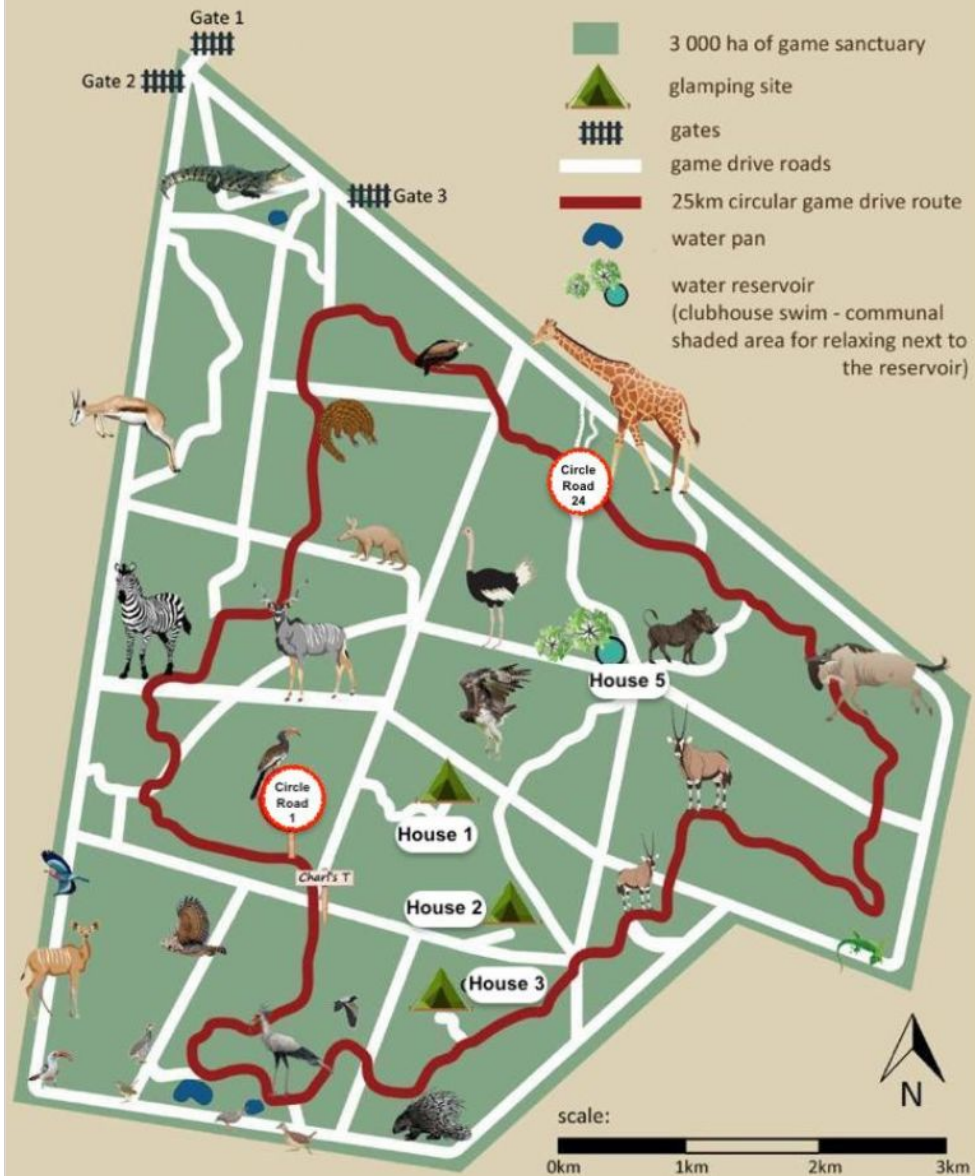 Gate 1
Gate 2
Gate 3
3 000 ha of game sanctuary
glamping site
gates
game drive roads
25km circular game drive route
water pan
water reservoir
(clubhouse swim - communal
shaded area for relaxing next to
the reservoir)
Circle
Road
24
House 5
Circle
Road
1
House 1
Charl's T
House 2
House 3
N
scale:
0km 1km 2km 3km